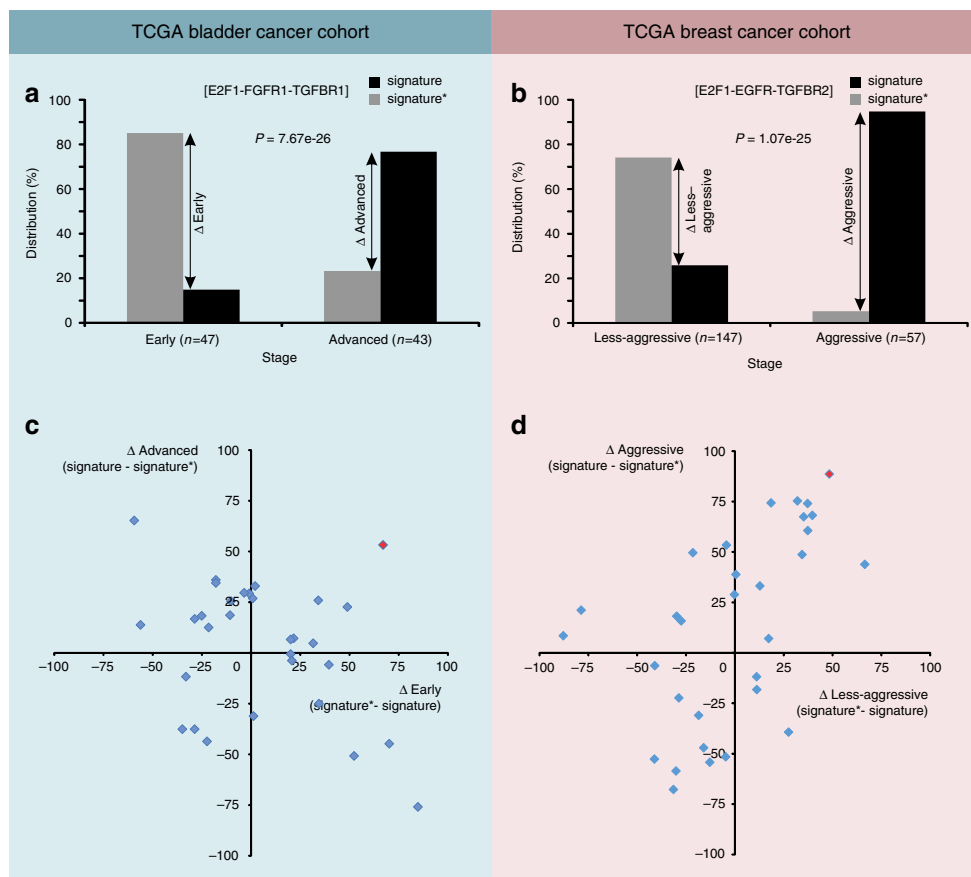 TCGA bladder cancer cohort
TCGA breast cancer cohort
a
[E2F1-FGFR1-TGFBR1]
signature
signature*
P = 7.67e-26
Distribution (%)
100
80
60
40
20
0
Δ Early
Δ Advanced
Early (n=47)
Advanced (n=43)
Stage
b
[E2F1-EGFR-TGFBR2]
signature
signature*
P = 1.07e-25
Distribution (%)
100
80
60
40
20
0
Δ Less–
aggressive
Δ Aggressive
Less-aggressive (n=147)
Aggressive (n=57)
Stage
c
Δ Advanced
(signature - signature*)
100
75
50
25
−100
−75
−50
−25
0
25
50
75
100
Δ Early
(signature*- signature)
−25
−50
−75
−100
d
Δ Aggressive
(signature - signature*)
100
75
50
25
−100
−75
−50
−25
0
25
50
75
100
Δ Less-aggressive
(signature*- signature)
−25
−50
−75
−100